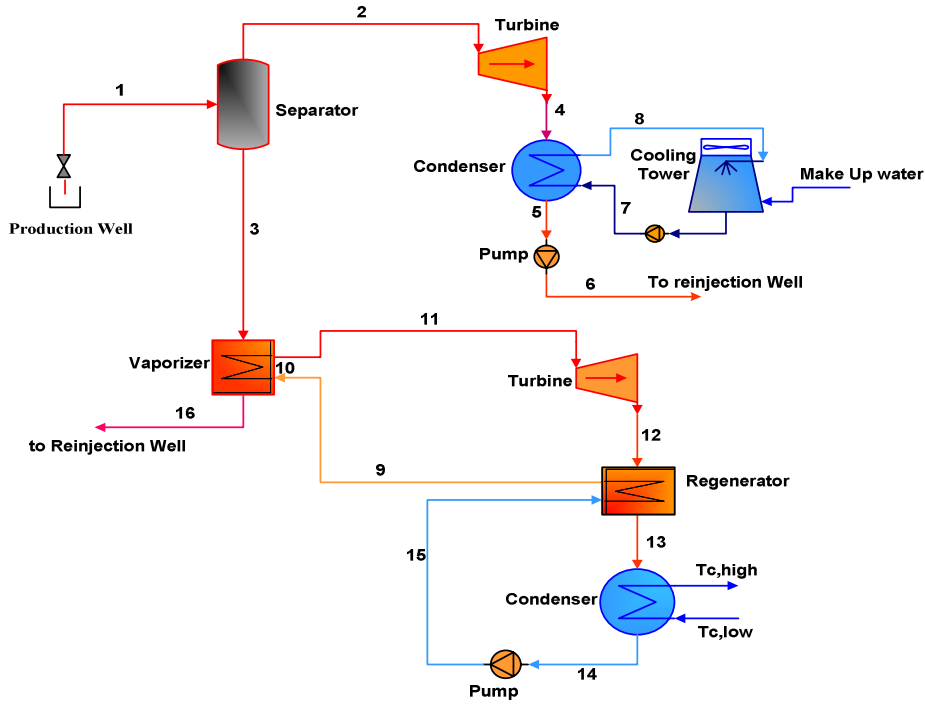 2
Turbine
1
Separator
4
8
Condenser
Cooling
Tower
Make Up water
5
7
3
Production Well
Pump
6
To reinjection Well
11
Vaporizer
10
Turbine
16
to Reinjection Well
12
9
Regenerator
15
13
Tc,high
Condenser
Tc,low
14
Pump